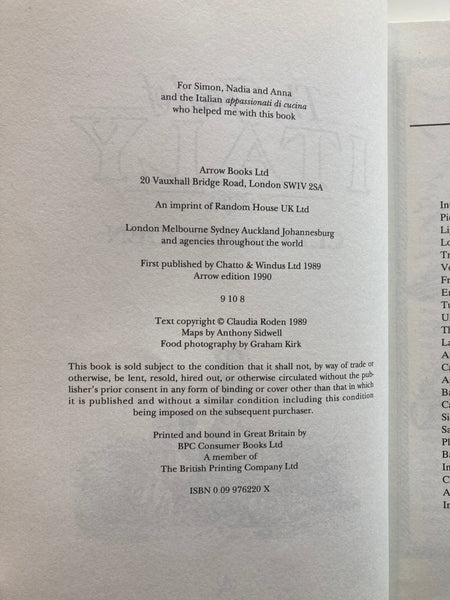 For Simon, Nadia and Anna
and the Italian appassionati di cucina
who helped me with this book
Arrow Books Ltd
20 Vauxhall Bridge Road, London SW1V 2SA
An imprint of Random House UK Ltd
London Melbourne Sydney Auckland Johannesburg
and agencies throughout the world
First published by Chatto & Windus Ltd 1989
Arrow edition 1990
9 10 8
Text copyright © Claudia Roden 1989
Maps by Anthony Sidwell
Food photography by Graham Kirk
This book is sold subject to the condition that it shall not, by way of trade or
otherwise, be lent, resold, hired out, or otherwise circulated without the pub-
lisher's prior consent in any form of binding or cover other than that in which
it is published and without a similar condition including this condition
being imposed on the subsequent purchaser.
Printed and bound in Great Britain by
BPC Consumer Books Ltd
A member of
The British Printing Company Ltd
ISBN 0 09 976220 X